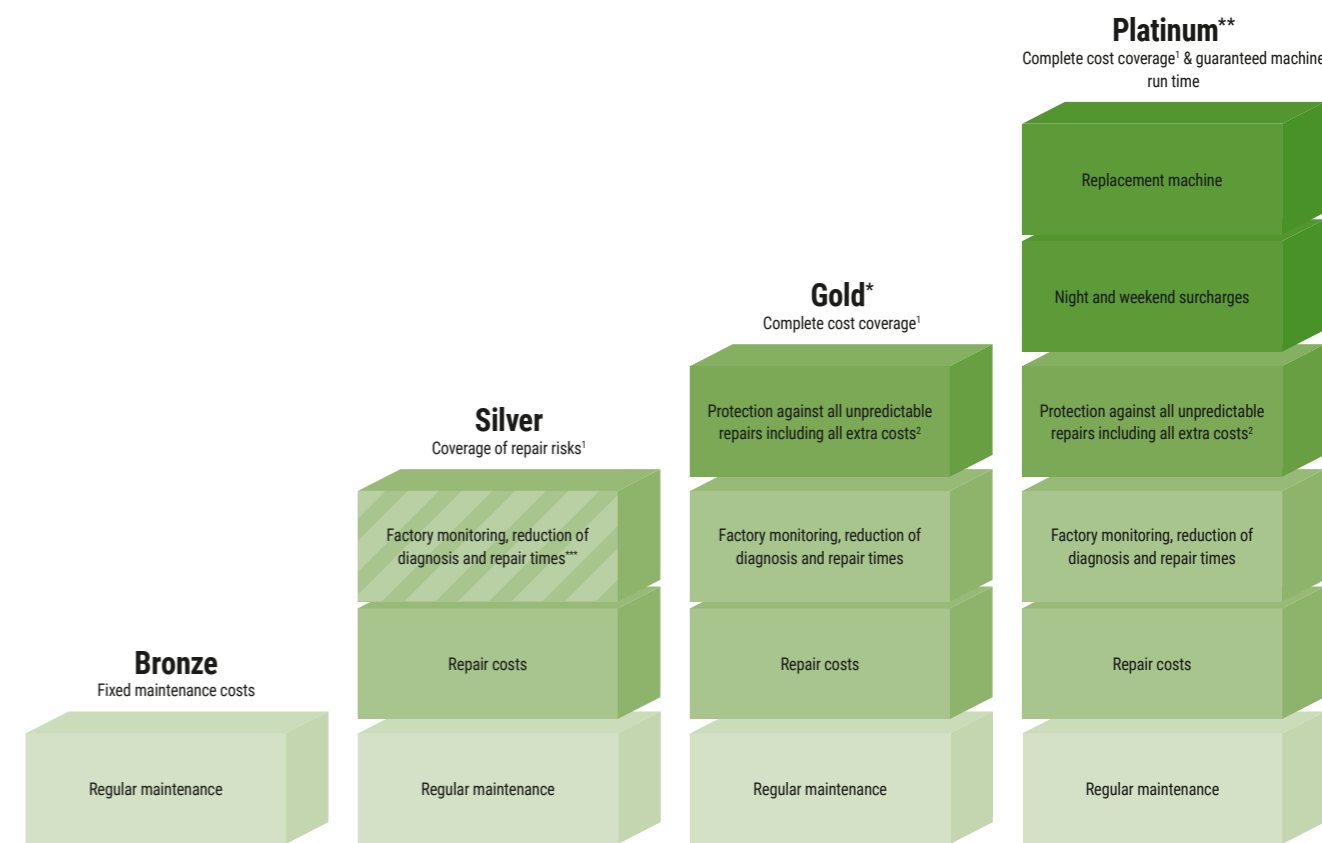 Platinum**
Complete cost coverage¹ & guaranteed machine
run time
Replacement machine
Night and weekend surcharges
Gold*
Complete cost coverage¹
Protection against all unpredictable
repairs including all extra costs²
Protection against all unpredictable
repairs including all extra costs²
Silver
Coverage of repair risks¹
Factory monitoring, reduction of
diagnosis and repair times***
Factory monitoring, reduction of
diagnosis and repair times
Factory monitoring, reduction of
diagnosis and repair times
Bronze
Fixed maintenance costs
Repair costs
Repair costs
Repair costs
Regular maintenance
Regular maintenance
Regular maintenance
Regular maintenance